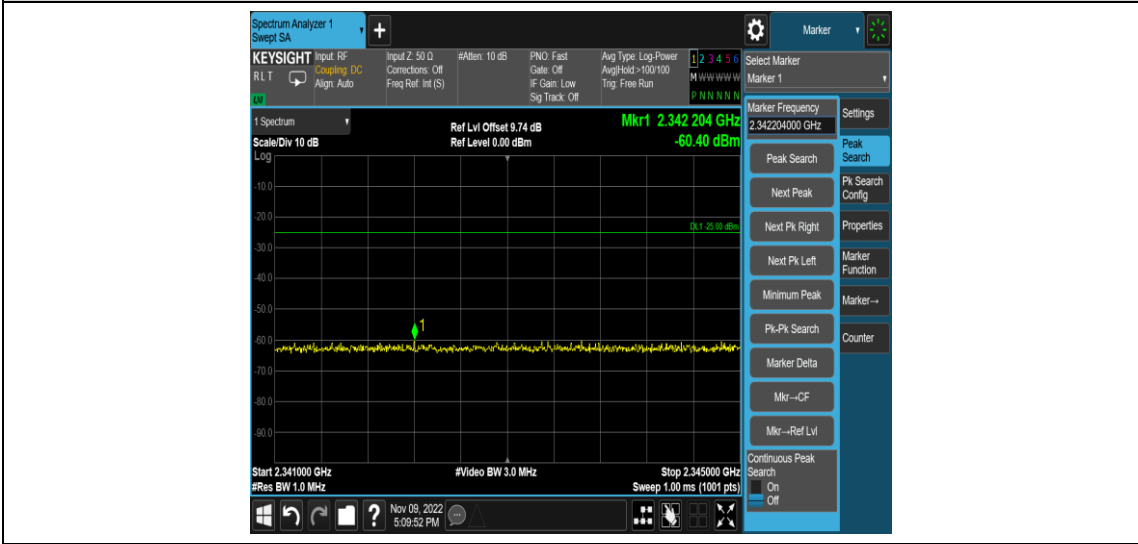 Spectrum Analyzer 1
Swept SA
+
Marker
KEYSIGHT
RLT
LXI
Input: RF
Coupling: DC
Align: Auto
Input Z: 50 Ω
Corrections: Off
Freq Ref: Int (S)
#Atten: 10 dB
PNO: Fast
Gate: Off
IF Gain: Low
Sig Track: Off
Avg Type: Log-Power
Avg|Hold:>100/100
Trig: Free Run
1 2 3 4 5 6
M W W W W W
P N N N N N
Select Marker
Marker 1
1 Spectrum
Scale/Div 10 dB
Log
Ref Lvl Offset 9.74 dB
Ref Level 0.00 dBm
Mkr1 2.342 204 GHz
-60.40 dBm
-10.0
-20.0
DL1 -25.00 dBm
-30.0
-40.0
-50.0
1
-60.0
-70.0
-80.0
-90.0
Start 2.341000 GHz
#Video BW 3.0 MHz
Stop 2.345000 GHz
#Res BW 1.0 MHz
Sweep 1.00 ms (1001 pts)
Marker Frequency
2.342204000 GHz
Peak Search
Next Peak
Next Pk Right
Next Pk Left
Minimum Peak
Pk-Pk Search
Marker Delta
Mkr→CF
Mkr→Ref Lvl
Continuous Peak
Search
On
Off
Settings
Peak
Search
Pk Search
Config
Properties
Marker
Function
Marker→
Counter
?
Nov 09, 2022
5:09:52 PM